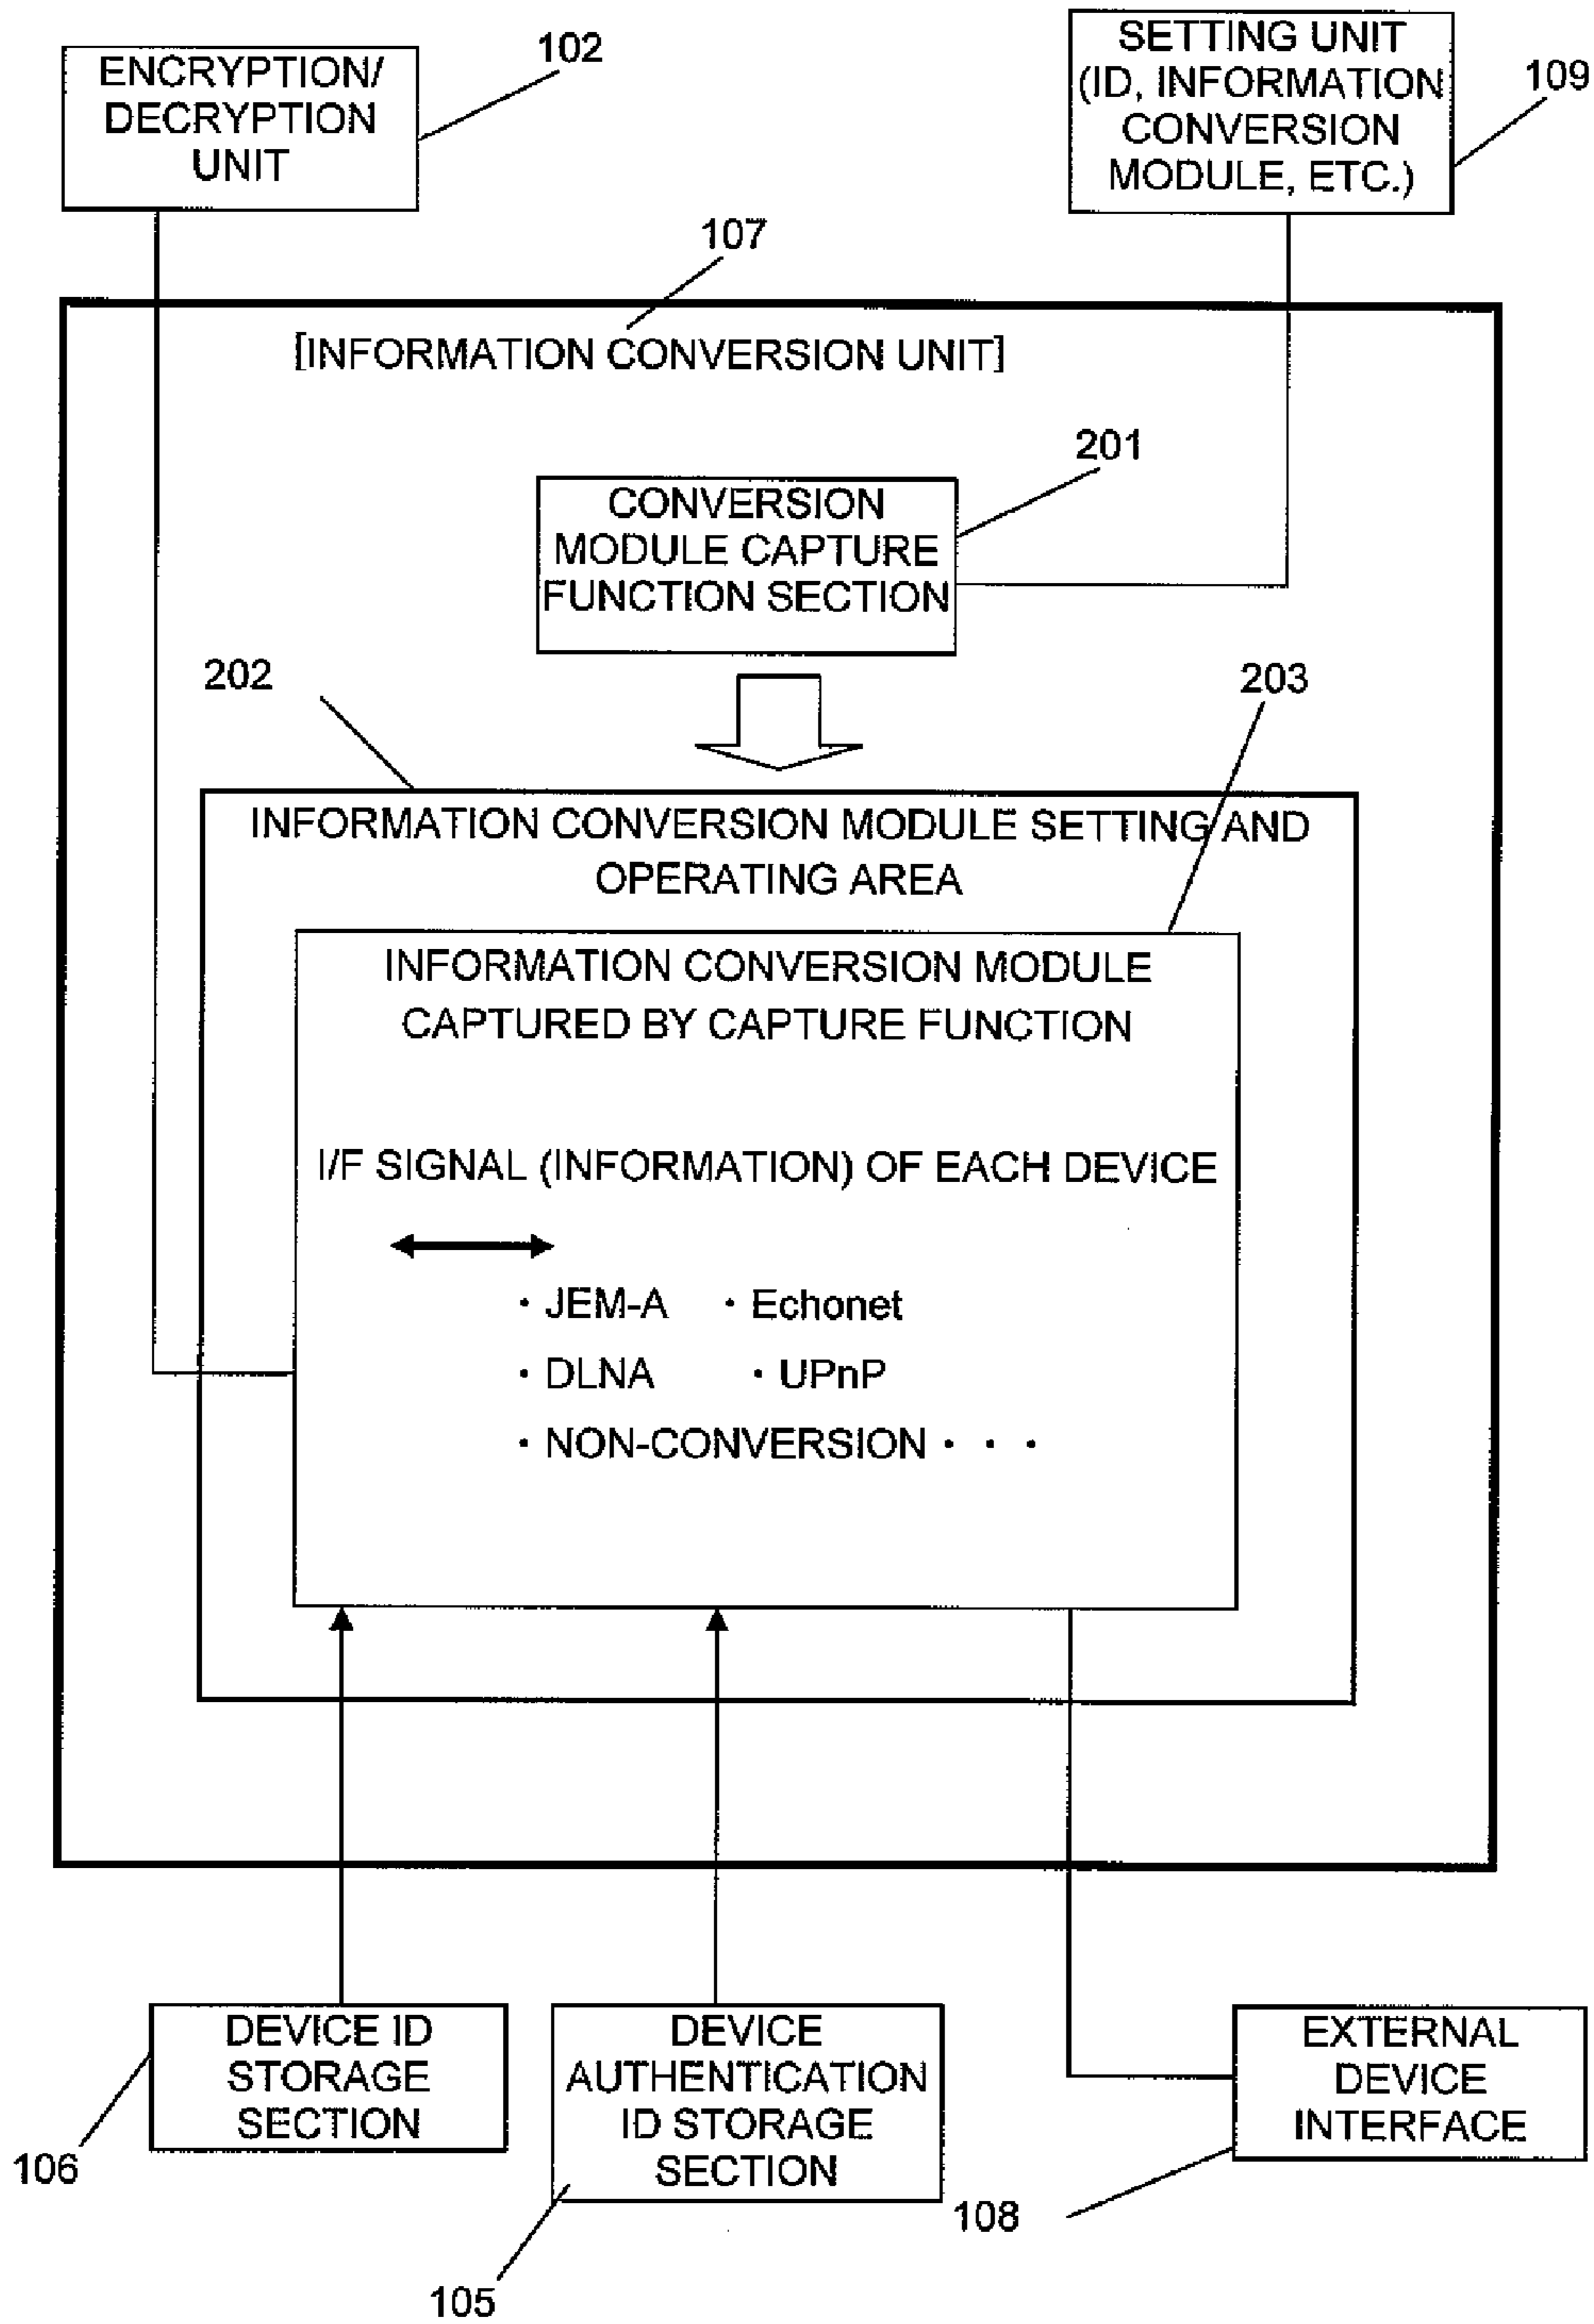 ENCRYPTION/
DECRYPTION
UNIT
102
SETTING UNIT
(ID, INFORMATION
CONVERSION
MODULE, ETC.)
109
107
[INFORMATION CONVERSION UNIT]
201
CONVERSION
MODULE CAPTURE
FUNCTION SECTION
202
203
INFORMATION CONVERSION MODULE SETTING AND
OPERATING AREA
INFORMATION CONVERSION MODULE
CAPTURED BY CAPTURE FUNCTION
I/F SIGNAL (INFORMATION) OF EACH DEVICE
・JEM-A ・Echonet
・DLNA ・UPnP
・NON-CONVERSION・・・
DEVICE ID
STORAGE
SECTION
106
DEVICE
AUTHENTICATION
ID STORAGE
SECTION
105
EXTERNAL
DEVICE
INTERFACE
108